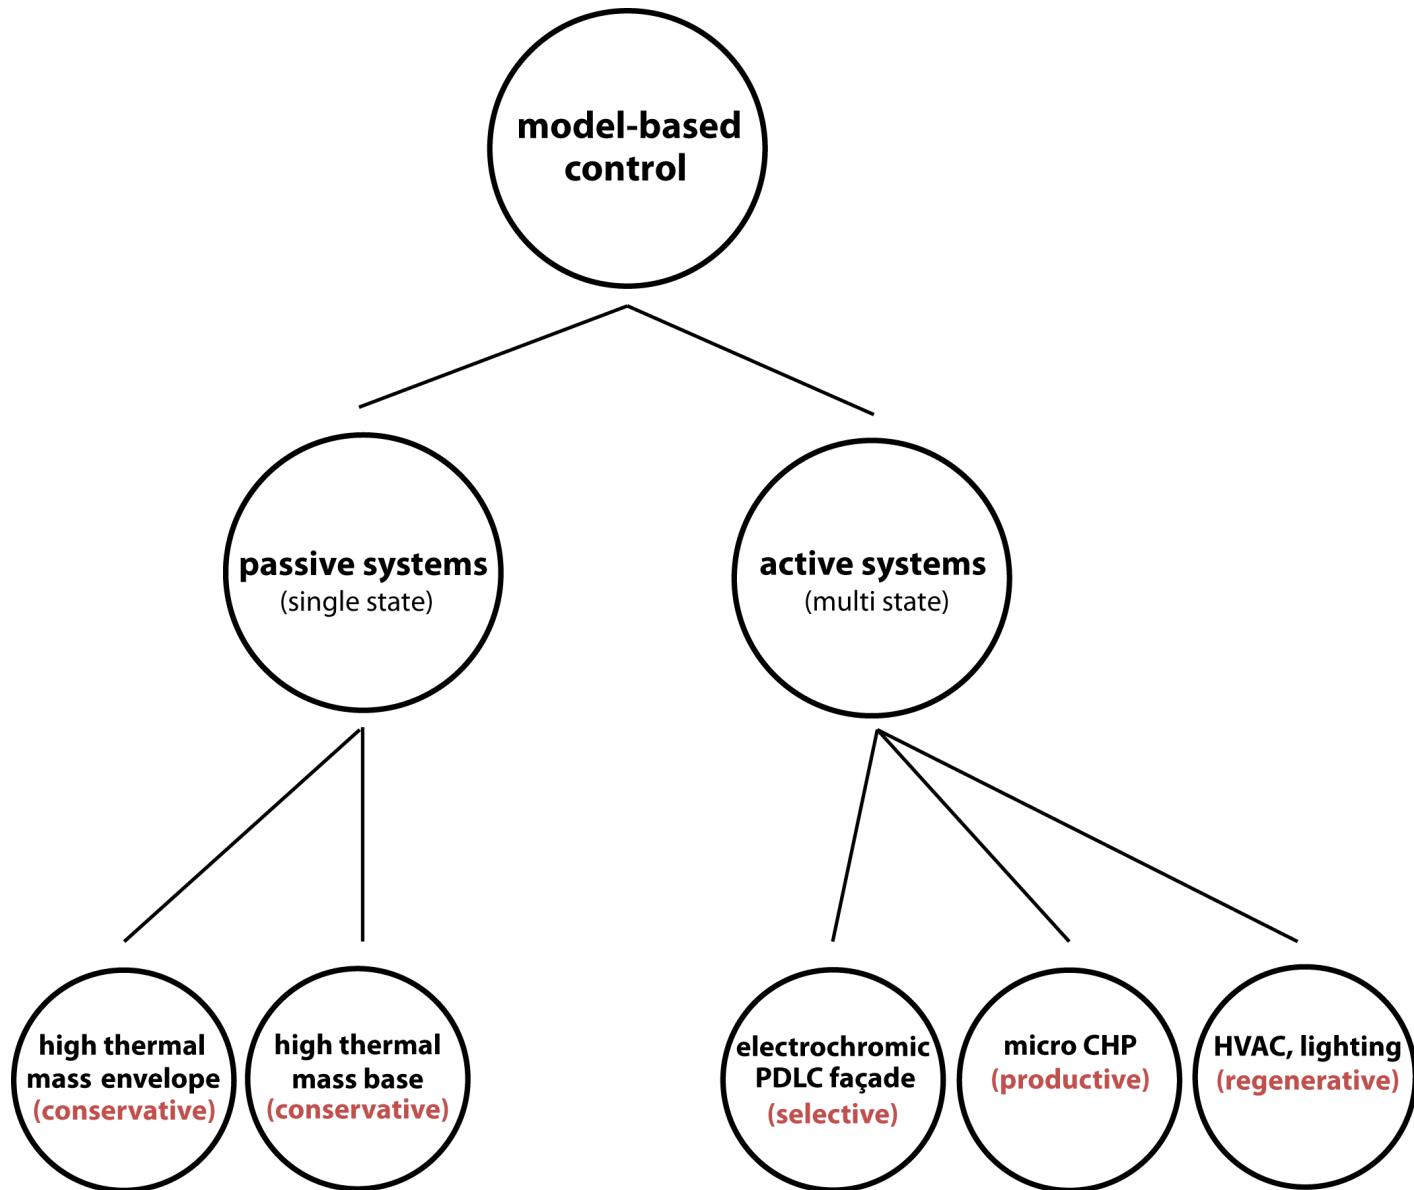 model-based
control
passive systems
(single state)
active systems
(multi state)
high thermal
mass envelope
(conservative)
high thermal
mass base
(conservative)
electrochromic
PDLC façade
(selective)
micro CHP
(productive)
HVAC, lighting
(regenerative)